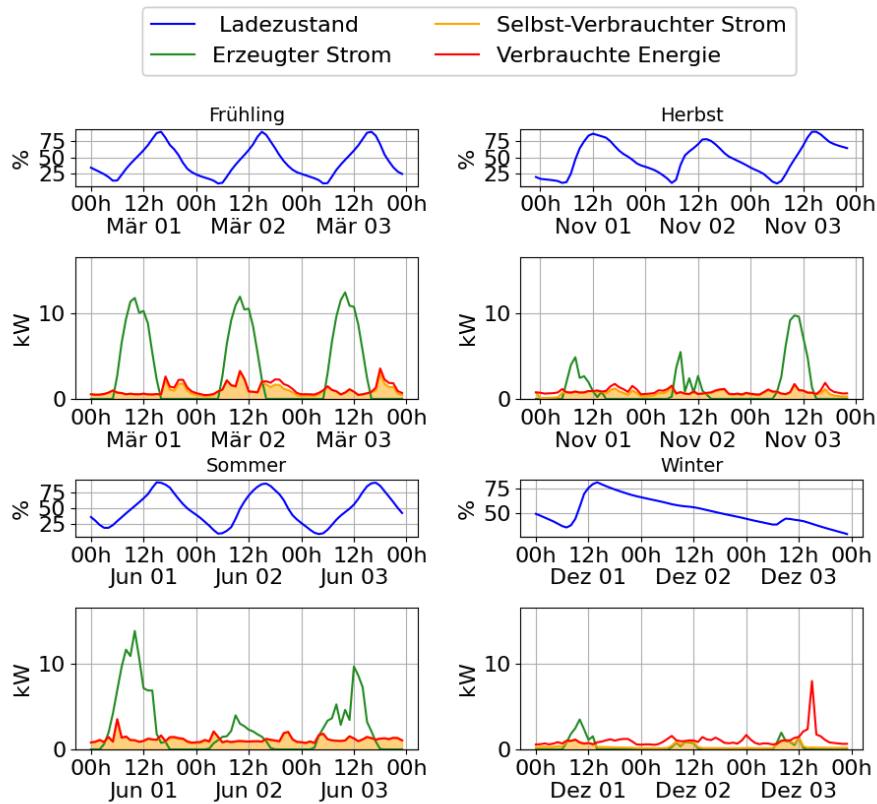 Ladezustand
Selbst-Verbrauchter Strom
Erzeugter Strom
Verbrauchte Energie
Frühling
Herbst
%
75
50
25
00h 12h 00h 12h 00h 12h 00h
Mär 01 Mär 02 Mär 03
%
75
50
25
00h 12h 00h 12h 00h 12h 00h
Nov 01 Nov 02 Nov 03
kW
10
0
00h 12h 00h 12h 00h 12h 00h
Mär 01 Mär 02 Mär 03
kW
10
0
00h 12h 00h 12h 00h 12h 00h
Nov 01 Nov 02 Nov 03
Sommer
Winter
%
75
50
25
00h 12h 00h 12h 00h 12h 00h
Jun 01 Jun 02 Jun 03
%
75
50
00h 12h 00h 12h 00h 12h 00h
Dez 01 Dez 02 Dez 03
kW
10
0
00h 12h 00h 12h 00h 12h 00h
Jun 01 Jun 02 Jun 03
kW
10
0
00h 12h 00h 12h 00h 12h 00h
Dez 01 Dez 02 Dez 03